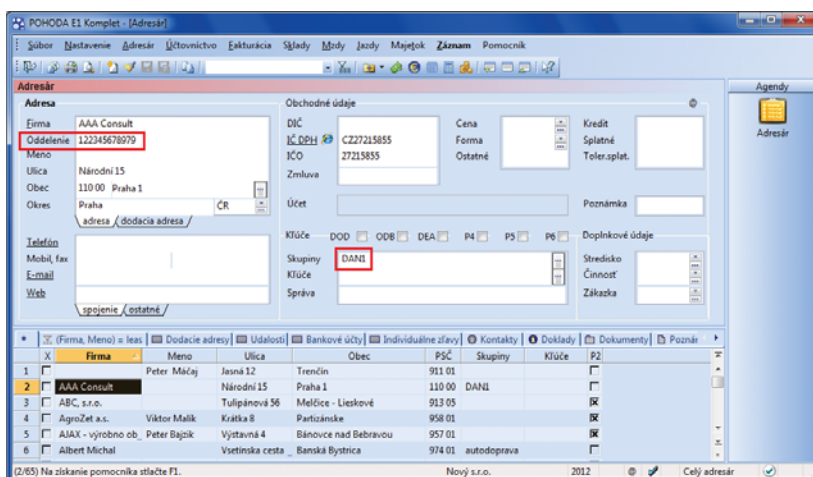 POHODA E1 Komplet - [Adresár]
Súbor Nastavenie Adresár Účtovníctvo Fakturácia Sklady Mzdy Jazdy Majetok Záznam Pomocník
Adresár
Agendy
Adresár
Adresa
Obchodné údaje
Firma AAA Consult DIČ Cena Kredit
Oddelenie 122345678979 IČ DPH CZ27215855 Forma Splatné
Meno IČO 27215855 Ostatné Toler.splat.
Ulica Národní 15 Zmluva
Obec 110 00 Praha 1
Okres Praha ČR Účet Poznámka
adresa dodacia adresa
Kľúče DOD ODB DEA P4 P5 P6 Doplnkové údaje
Telefón
Mobil, fax Skupiny DAN1 Stredisko
E-mail Kľúče Činnosť
Web Správa Zákazka
spojenie ostatné
(Firma, Meno) = leas Dodacie adresy Udalosti Bankové účty Individuálne zľavy Kontakty Doklady Dokumenty Poznár
X Firma Meno Ulica Obec PSČ Skupiny Kľúče P2
1 Peter Máčaj Jasná 12 Trenčín 911 01
2 AAA Consult Národní 15 Praha 1 110 00 DAN1
3 ABC, s.r.o. Tulipánová 56 Melčice - Lieskové 913 05
4 AgroZet a.s. Viktor Malík Krátka 8 Partizánske 958 01
5 AJAX - výrobno ob_ Peter Bajzik Výstavná 4 Bánovce nad Bebravou 957 01
6 Albert Michal Vsetínska cesta _ Banská Bystrica 974 01 autodoprava
(2/65) Na získanie pomocníka stlačte F1. Nový s.r.o. 2012 Celý adresár